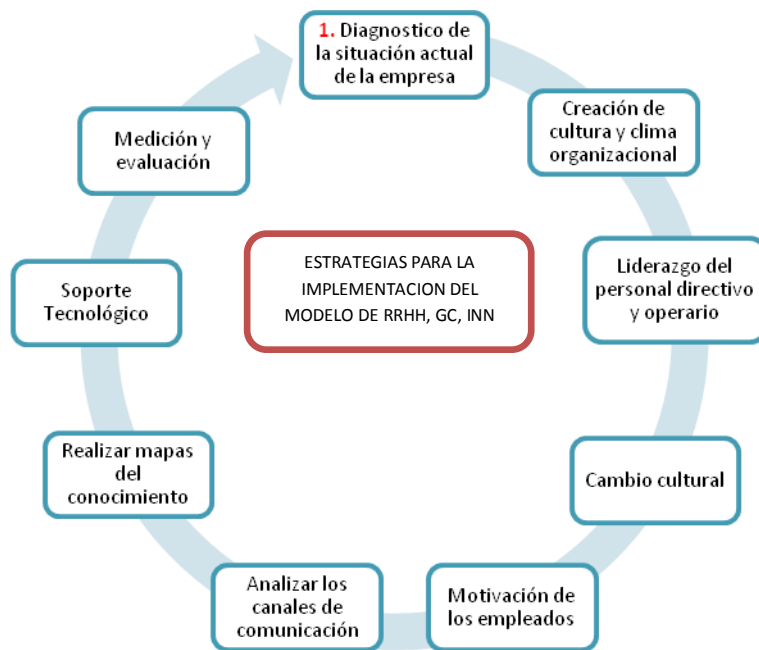 1. Diagnostico de
la situación actual
de la empresa
Creación de
cultura y clima
organizacional
Liderazgo del
personal directivo
y operario
Cambio cultural
Motivación de
los empleados
Analizar los
canales de
comunicación
Realizar mapas
del
conocimiento
Soporte
Tecnológico
Medición y
evaluación
ESTRATEGIAS PARA LA
IMPLEMENTACION DEL
MODELO DE RRHH, GC, INN